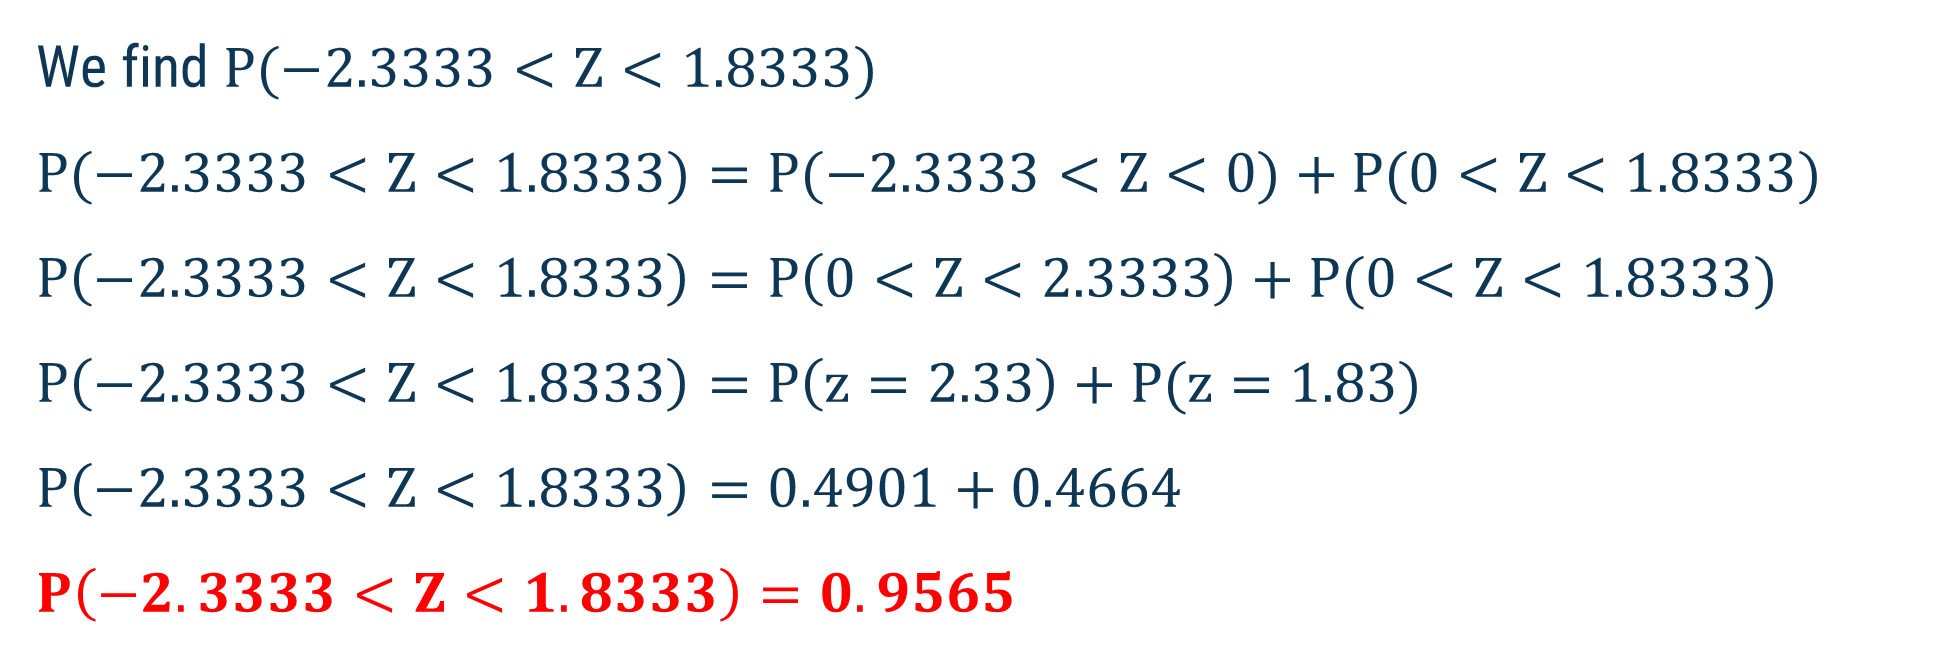 We find P(−2.3333 < Z < 1.8333)
P(−2.3333 < Z < 1.8333) = P(−2.3333 < Z < 0) + P(0 < Z < 1.8333)
P(−2.3333 < Z < 1.8333) = P(0 < Z < 2.3333) + P(0 < Z < 1.8333)
P(−2.3333 < Z < 1.8333) = P(z = 2.33) + P(z = 1.83)
P(−2.3333 < Z < 1.8333) = 0.4901 + 0.4664
P(−2.3333 < Z < 1.8333) = 0.9565